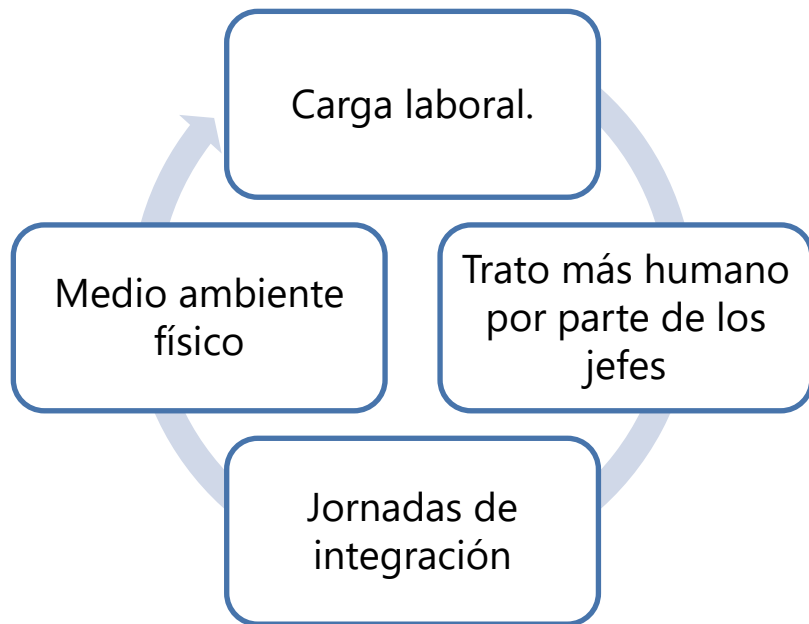 Carga laboral.
Trato más humano
por parte de los
jefes
Jornadas de
integración
Medio ambiente
físico